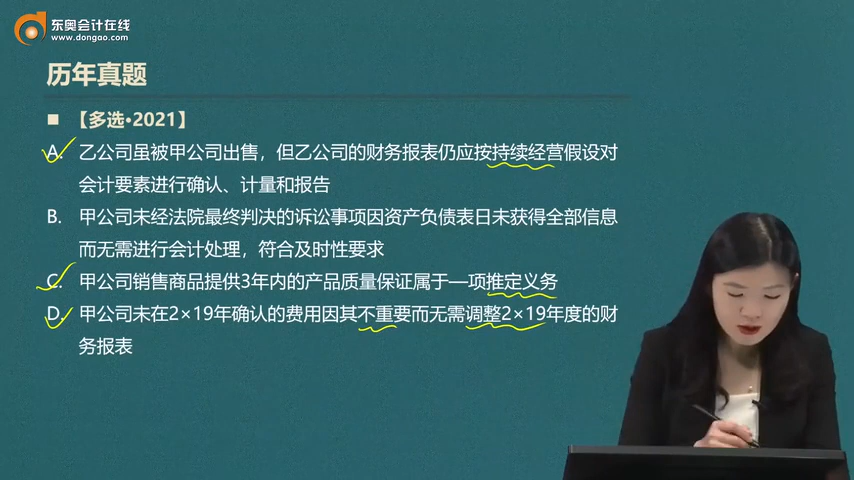 东奥会计在线
www.dongao.com
历年真题
【多选•2021】
A. 乙公司虽被甲公司出售，但乙公司的财务报表仍应按持续经营假设对
会计要素进行确认、计量和报告
B. 甲公司未经法院最终判决的诉讼事项因资产负债表日未获得全部信息
而无需进行会计处理，符合及时性要求
C. 甲公司销售商品提供3年内的产品质量保证属于一项推定义务
D. 甲公司未在2×19年确认的费用因其不重要而无需调整2×19年度的财
务报表